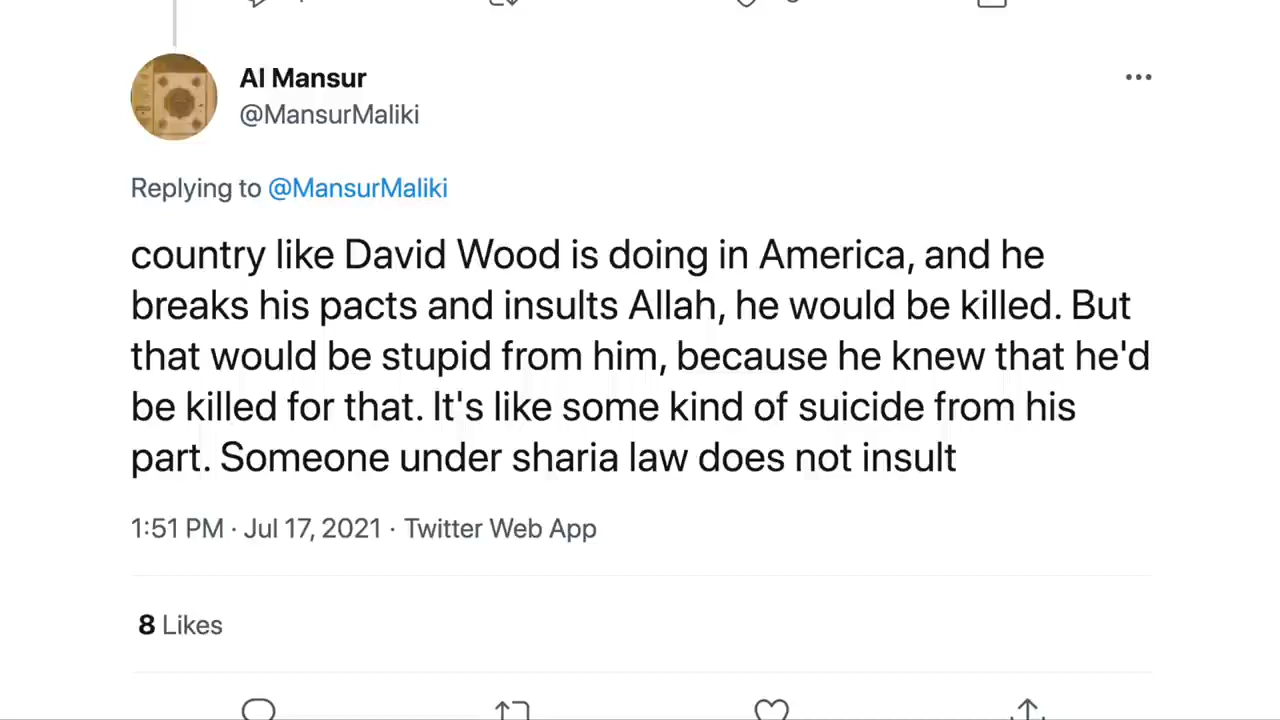 Al Mansur
@MansurMaliki
Replying to @MansurMaliki
country like David Wood is doing in America, and he
breaks his pacts and insults Allah, he would be killed. But
that would be stupid from him, because he knew that he'd
be killed for that. It's like some kind of suicide from his
part. Someone under sharia law does not insult
1:51 PM · Jul 17, 2021 · Twitter Web App
8 Likes